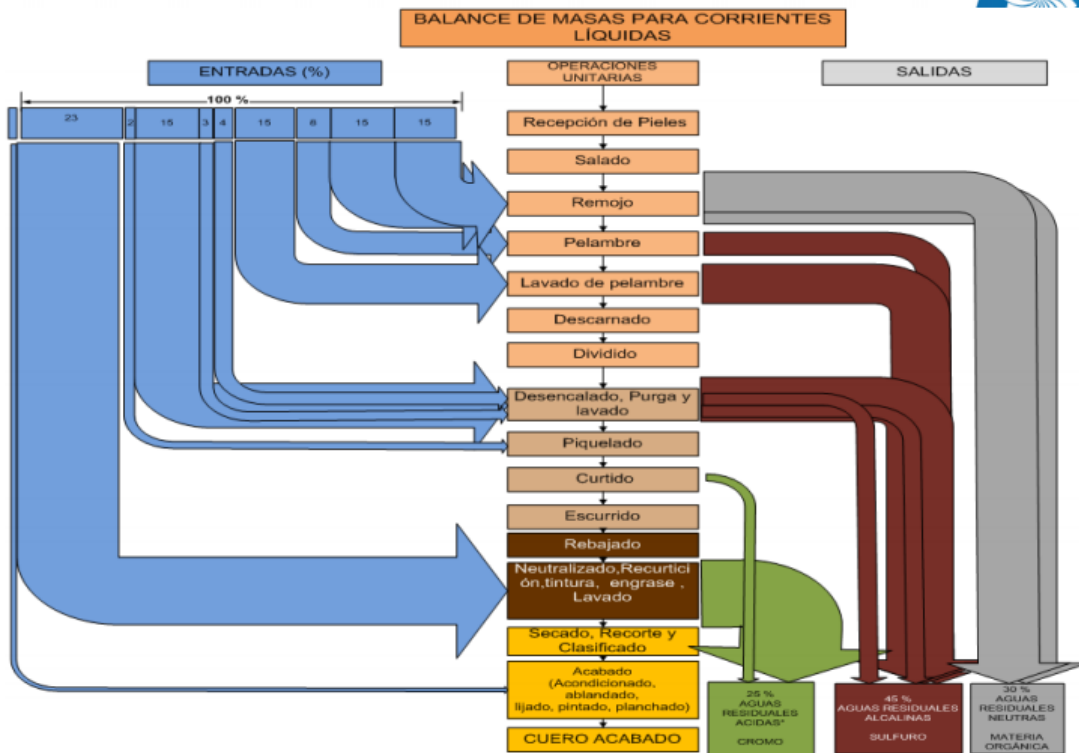 BALANCE DE MASAS PARA CORRIENTES
LÍQUIDAS
ENTRADAS (%)
OPERACIONES
UNITARIAS
SALIDAS
100 %
23
2
15
3
4
15
8
15
15
Recepción de Pieles
Salado
Remojo
Pelambre
Lavado de pelambre
Descarnado
Dividido
Desencalado, Purga y
lavado
Piquelado
Curtido
Escurrido
Rebajado
Neutralizado,Recurtici
ón,tintura, engrase ,
Lavado
Secado, Recorte y
Clasificado
Acabado
(Acondicionado,
ablandado,
lijado, pintado, planchado)
CUERO ACABADO
25 %
AGUAS
RESIDUALES
ACIDAS*
CROMO
45 %
AGUAS RESIDUALES
ALCALINAS
SULFURO
30 %
AGUAS
RESIDUALES
NEUTRAS
MATERIA
ORGÁNICA